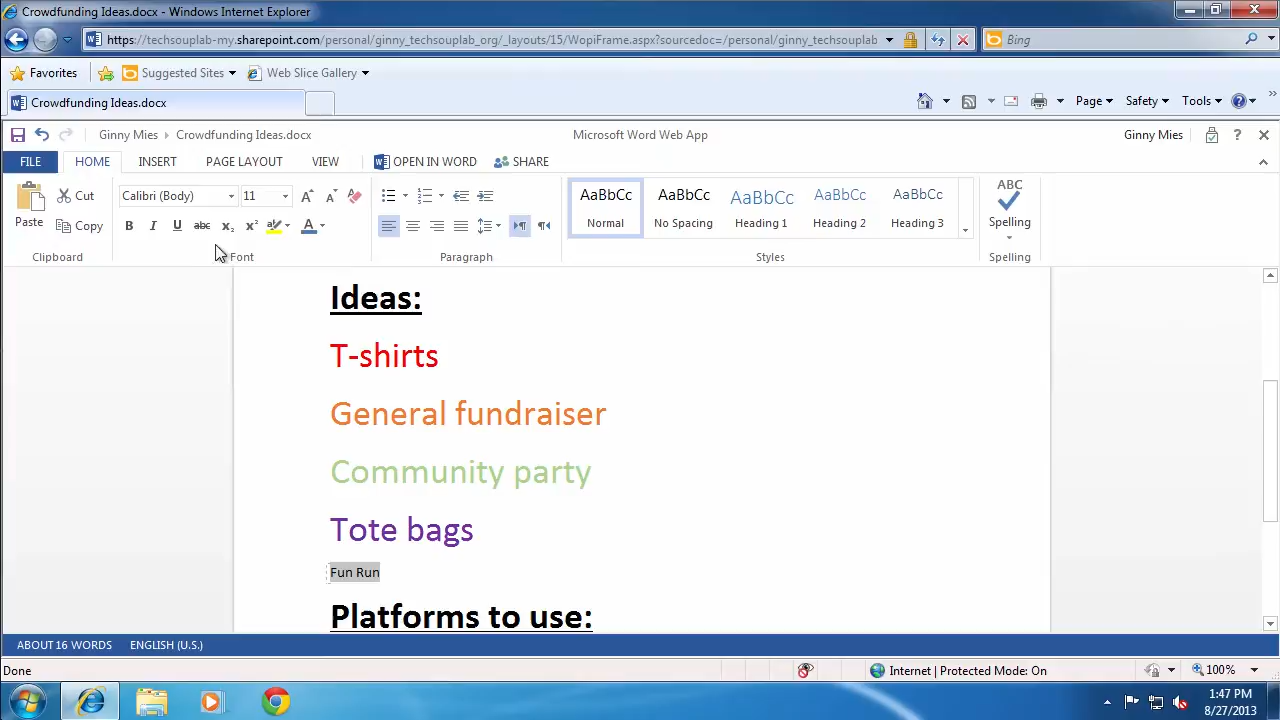 Crowdfunding Ideas.docx - Windows Internet Explorer
https://techsouplab-my.sharepoint.com/personal/ginny_techsouplab_org/_layouts/15/WopiFrame.aspx?sourcedoc=/personal/ginny_techsouplab
Bing
Favorites
Suggested Sites
Web Slice Gallery
Crowdfunding Ideas.docx
Page
Safety
Tools
Ginny Mies
Crowdfunding Ideas.docx
Microsoft Word Web App
Ginny Mies
FILE
HOME
INSERT
PAGE LAYOUT
VIEW
OPEN IN WORD
SHARE
Paste
Cut
Copy
Clipboard
Calibri (Body)
11
B I U abc x₂ x²
Font
Paragraph
AaBbCc AaBbCc AaBbCc AaBbCc AaBbCc
Normal No Spacing Heading 1 Heading 2 Heading 3
Styles
ABC
Spelling
Spelling
Ideas:
T-shirts
General fundraiser
Community party
Tote bags
Fun Run
Platforms to use:
ABOUT 16 WORDS
ENGLISH (U.S.)
Done
Internet | Protected Mode: On
100%
1:47 PM
8/27/2013